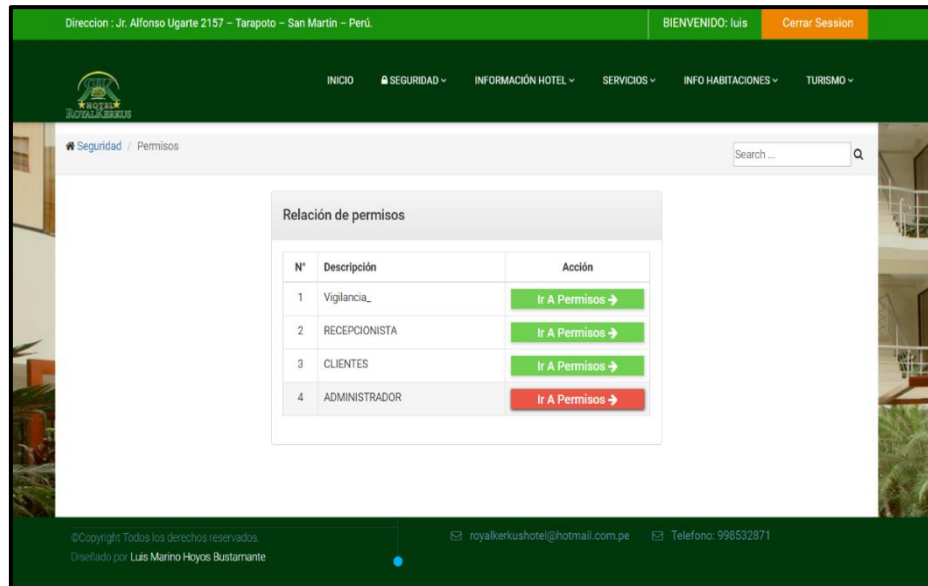 Direccion : Jr. Alfonso Ugarte 2157 – Tarapoto – San Martin – Perú.
BIENVENIDO: luis
Cerrar Session
HOTEL
ROYALKERKUS
INICIO
SEGURIDAD
INFORMACIÓN HOTEL
SERVICIOS
INFO HABITACIONES
TURISMO
Seguridad / Permisos
Search ...
Relación de permisos
N° Descripción Acción
1 Vigilancia_ Ir A Permisos
2 RECEPCIONISTA Ir A Permisos
3 CLIENTES Ir A Permisos
4 ADMINISTRADOR Ir A Permisos
©Copyright Todos los derechos reservados.
Diseñado por Luis Marino Hoyos Bustamante
royalkerkushotel@hotmail.com.pe
Telefono: 998532871